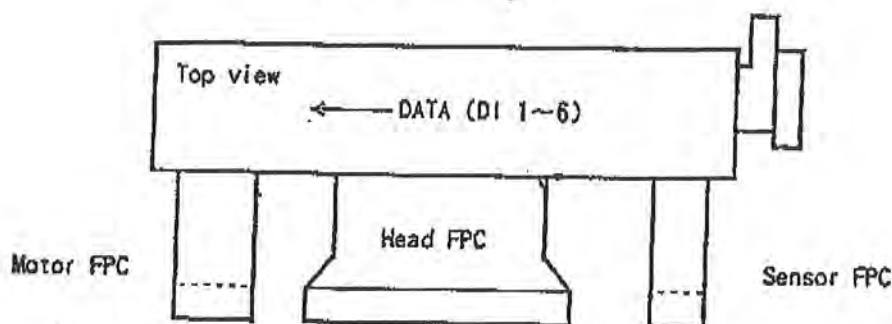 Top view
DATA (DI 1~6)
Head FPC
Motor FPC
Sensor FPC